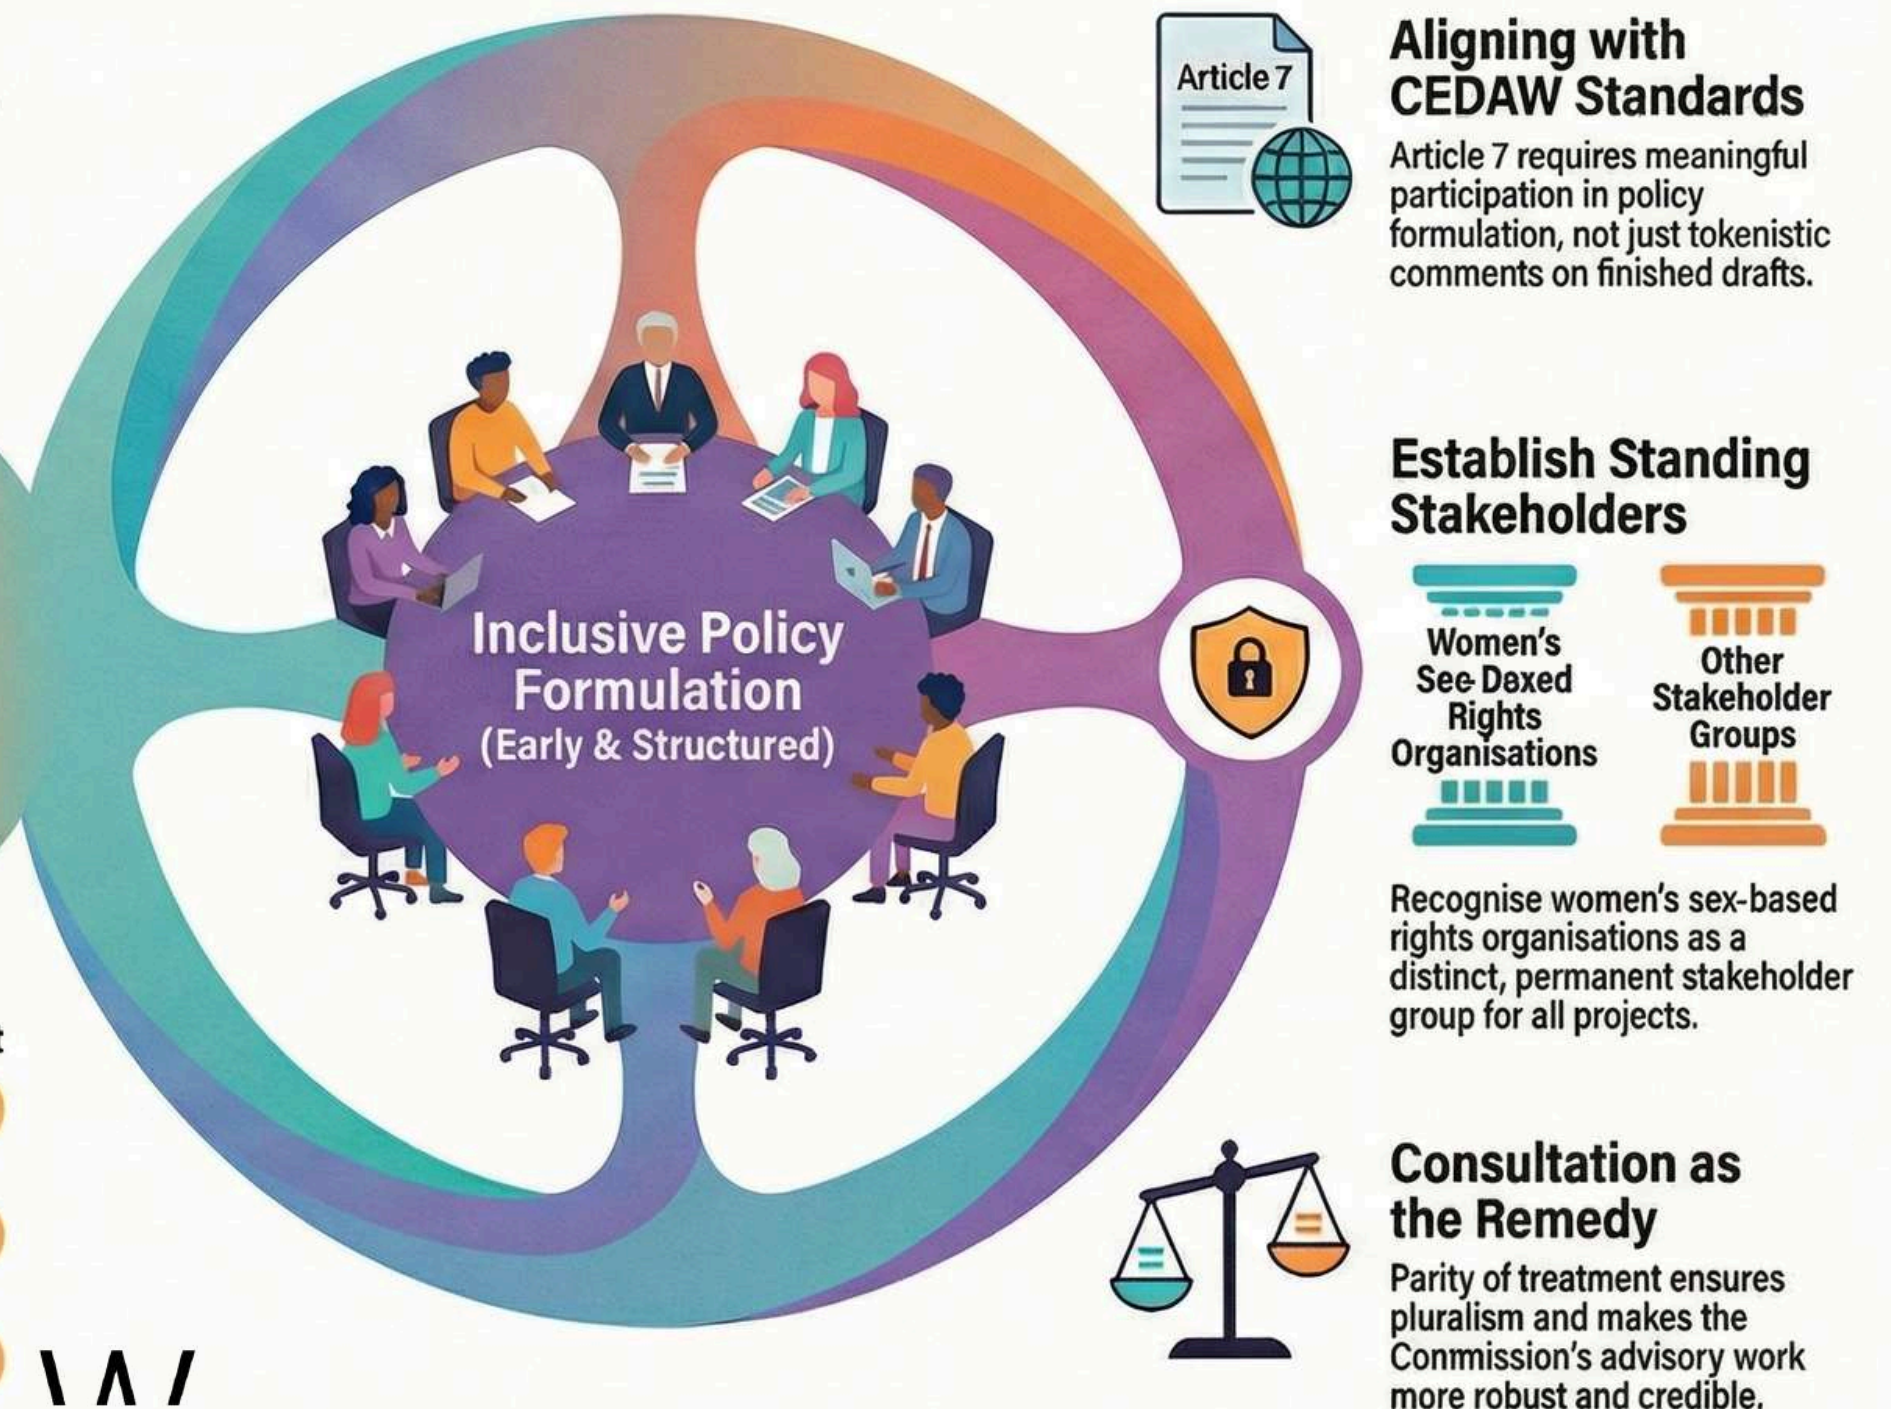 Article 7
Aligning with
CEDAW Standards
Article 7 requires meaningful
participation in policy
formulation, not just tokenistic
comments on finished drafts.
Inclusive Policy
Formulation
(Early & Structured)
Establish Standing
Stakeholders
Women's
See Daxed
Rights
Organisations
Other
Stakeholder
Groups
Recognise women's sex-based
rights organisations as a
distinct, permanent stakeholder
group for all projects.
Consultation as
the Remedy
Parity of treatment ensures
pluralism and makes the
Conmission's advisory work
more robust and credible.